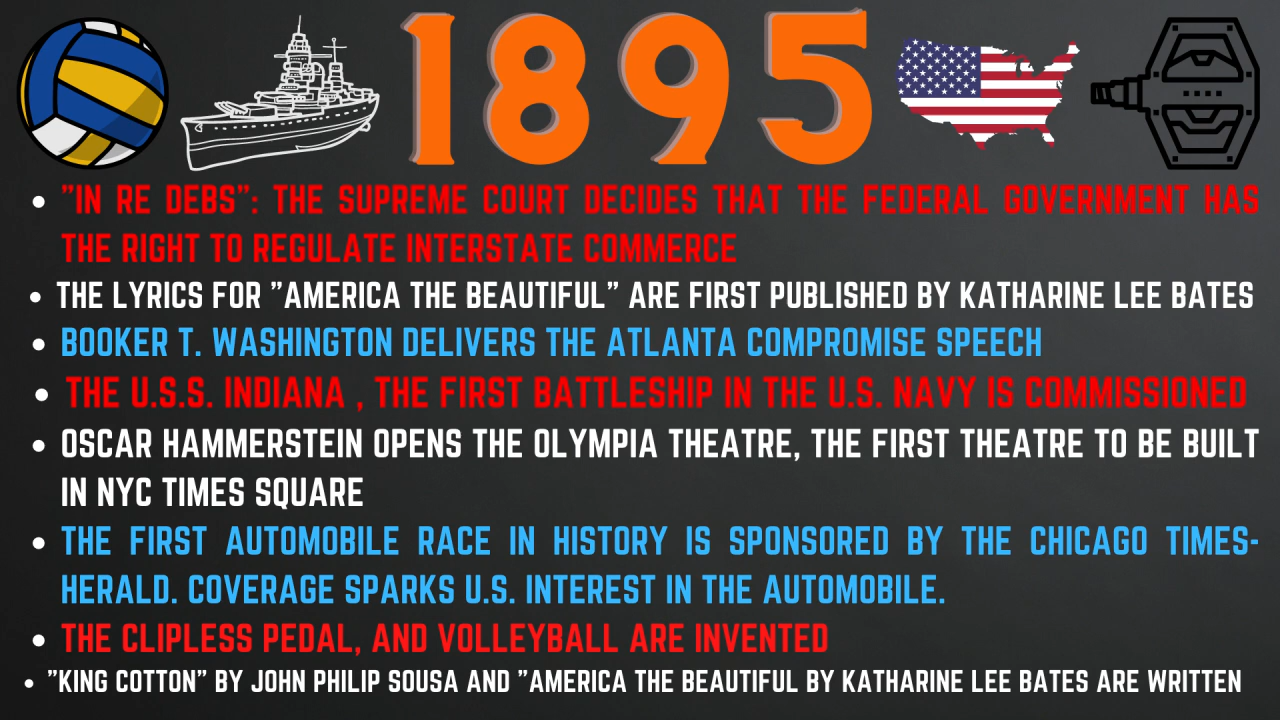 1895
• "IN RE DEBS": THE SUPREME COURT DECIDES THAT THE FEDERAL GOVERNMENT HAS
THE RIGHT TO REGULATE INTERSTATE COMMERCE
• THE LYRICS FOR "AMERICA THE BEAUTIFUL" ARE FIRST PUBLISHED BY KATHARINE LEE BATES
• BOOKER T. WASHINGTON DELIVERS THE ATLANTA COMPROMISE SPEECH
• THE U.S.S. INDIANA , THE FIRST BATTLESHIP IN THE U.S. NAVY IS COMMISSIONED
• OSCAR HAMMERSTEIN OPENS THE OLYMPIA THEATRE, THE FIRST THEATRE TO BE BUILT
IN NYC TIMES SQUARE
• THE FIRST AUTOMOBILE RACE IN HISTORY IS SPONSORED BY THE CHICAGO TIMES-
HERALD. COVERAGE SPARKS U.S. INTEREST IN THE AUTOMOBILE.
• THE CLIPLESS PEDAL, AND VOLLEYBALL ARE INVENTED
• "KING COTTON" BY JOHN PHILIP SOUSA AND "AMERICA THE BEAUTIFUL BY KATHARINE LEE BATES ARE WRITTEN